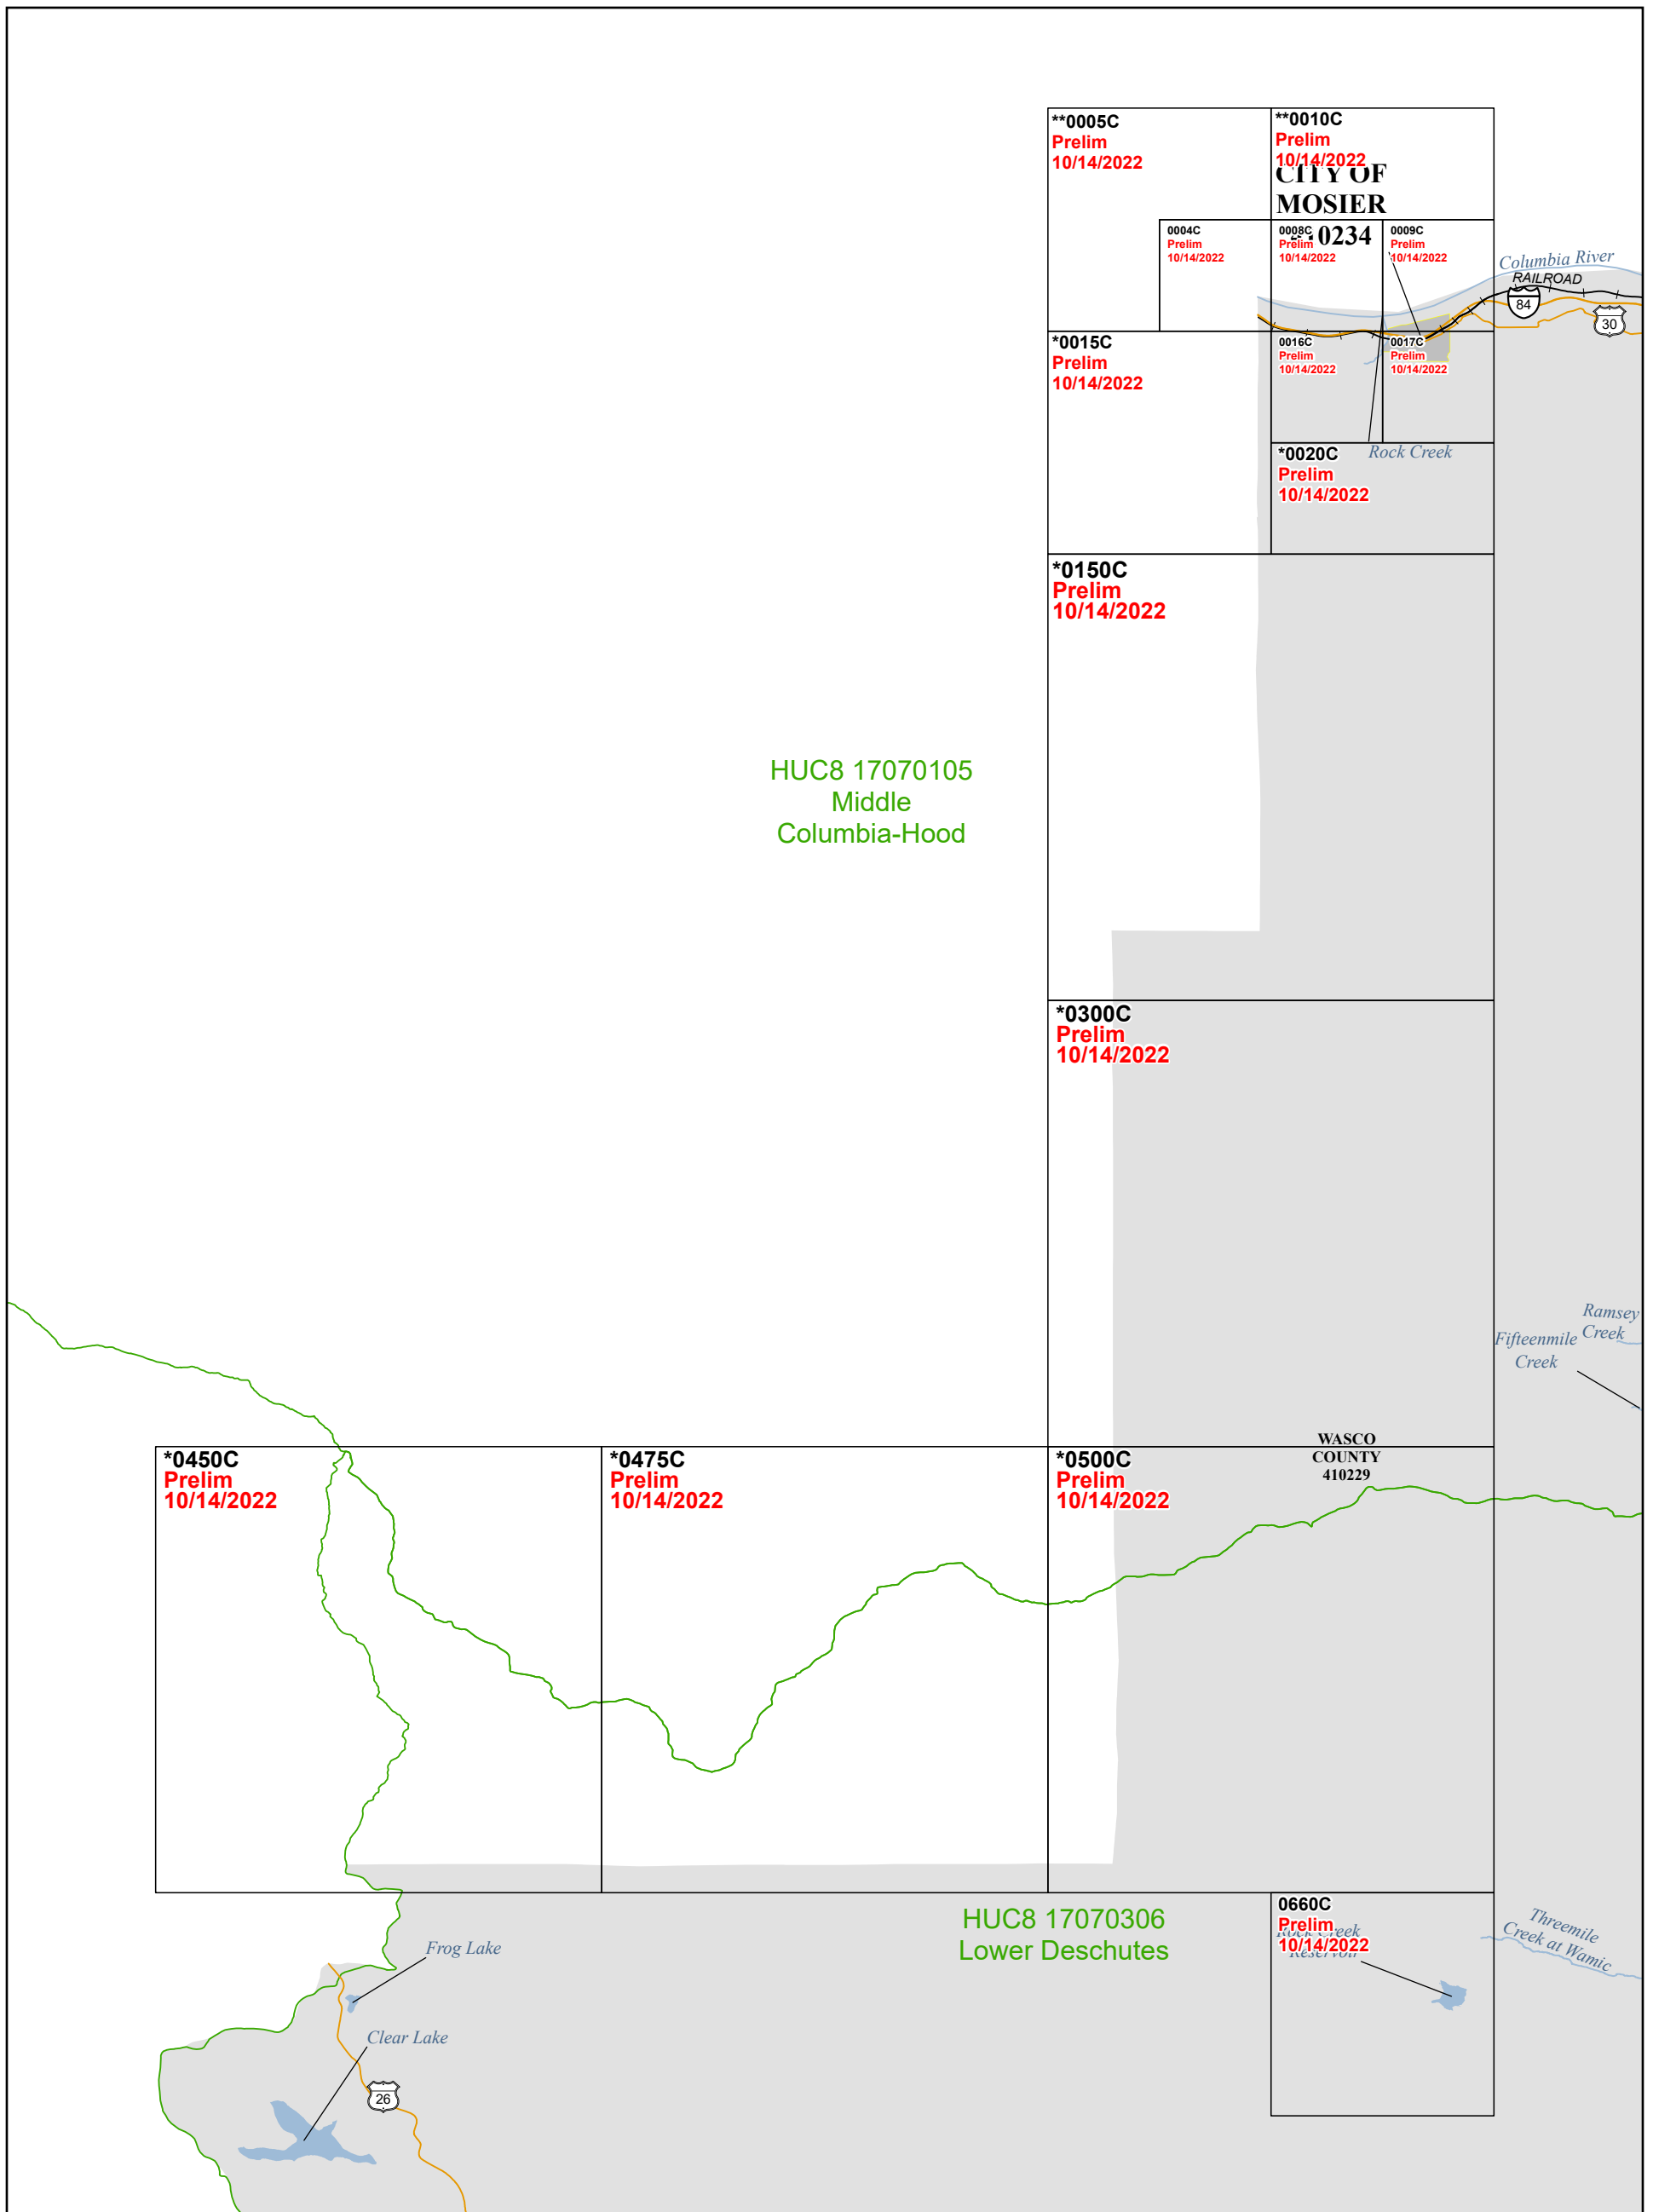 **0005C
Prelim
10/14/2022
**0010C
Prelim
10/14/2022
CITY OF
MOSIER
0234
0004C
Prelim
10/14/2022
0008C
Prelim
10/14/2022
0009C
Prelim
10/14/2022
Columbia River
RAILROAD
84
30
*0015C
Prelim
10/14/2022
0016C
Prelim
10/14/2022
0017C
Prelim
10/14/2022
*0020C
Prelim
10/14/2022
Rock Creek
*0150C
Prelim
10/14/2022
HUC8 17070105
Middle
Columbia-Hood
*0300C
Prelim
10/14/2022
Ramsey
Creek
Fifteenmile
Creek
*0450C
Prelim
10/14/2022
*0475C
Prelim
10/14/2022
*0500C
Prelim
10/14/2022
WASCO
COUNTY
410229
HUC8 17070306
Lower Deschutes
0660C
Prelim
10/14/2022
Rock Creek
Reservoir
Threemile
Creek at Wamic
Frog Lake
Clear Lake
26